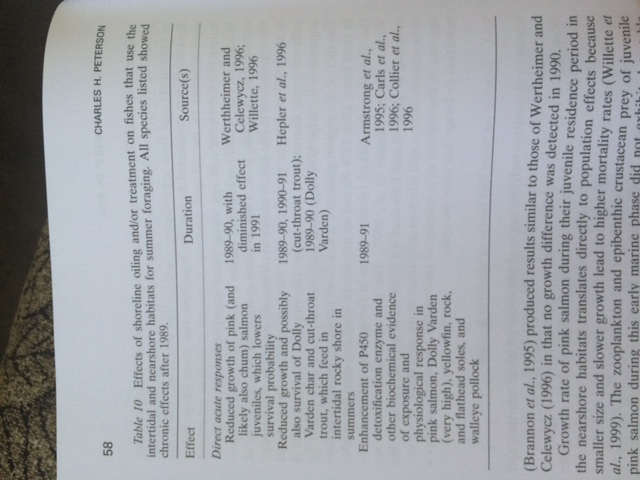 58
CHARLES H. PETERSON
Table 10 Effects of shoreline oiling and/or treatment on fishes that use the
intertidal and nearshore habitats for summer foraging. All species listed showed
chronic effects after 1989.
Effect Duration Source(s)
Direct acute responses
Reduced growth of pink (and 1989–90, with Werthheimer and
likely also chum) salmon diminished effect Celewycz, 1996;
juveniles, which lowers in 1991 Willette, 1996
survival probability
Reduced growth and possibly 1989–90, 1990–91 Hepler et al., 1996
also survival of Dolly (cut-throat trout);
Varden char and cut-throat 1989–90 (Dolly
trout, which feed in Varden)
intertidal rocky shore in
summers
Enhancement of P450 1989–91 Armstrong et al.,
detoxification enzyme and 1995; Carls et al.,
other biochemical evidence 1996; Collier et al.,
of exposure and 1996
physiological response in
pink salmon, Dolly Varden
(very high), yellowfin, rock,
and flathead soles, and
walleye pollock
(Brannon et al., 1995) produced results similar to those of Wertheimer and
Celewycz (1996) in that no growth difference was detected in 1990.
Growth rate of pink salmon during their juvenile residence period in
the nearshore habitats translates directly to population effects because
smaller size and slower growth lead to higher mortality rates (Willette et
al., 1999). The zooplankton and epibenthic crustacean prey of juvenile
pink salmon during the early marine phase did not